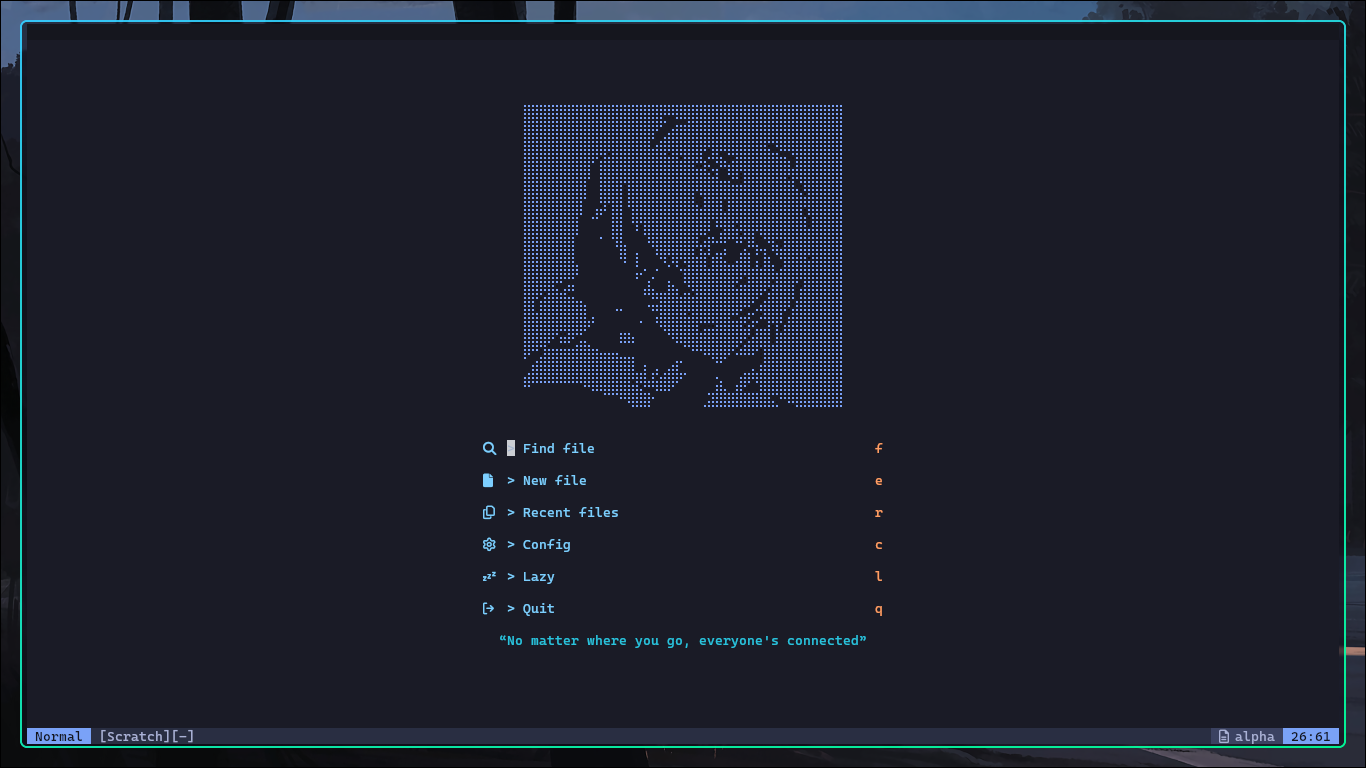 > Find file f
> New file e
> Recent files r
> Config c
> Lazy l
> Quit q
“No matter where you go, everyone's connected”
Normal [Scratch][-] alpha 26:61